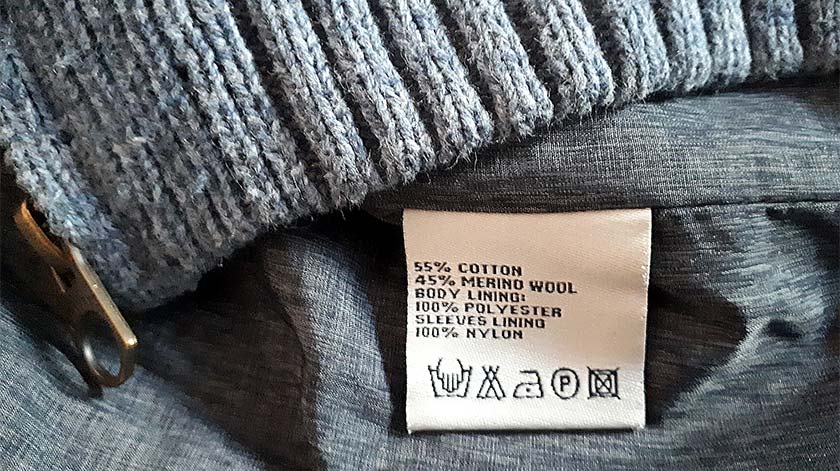 55% COTTON
45% MERINO WOOL
BODY LINING:
100% POLYESTER
SLEEVES LINING
100% NYLON
P